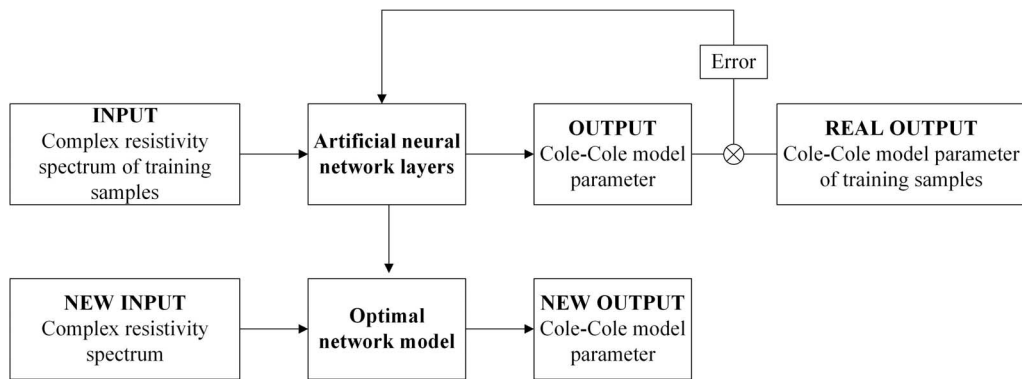 Error
INPUT
Complex resistivity
spectrum of training
samples
Artificial neural
network layers
OUTPUT
Cole-Cole model
parameter
REAL OUTPUT
Cole-Cole model parameter
of training samples
NEW INPUT
Complex resistivity
spectrum
Optimal
network model
NEW OUTPUT
Cole-Cole model
parameter